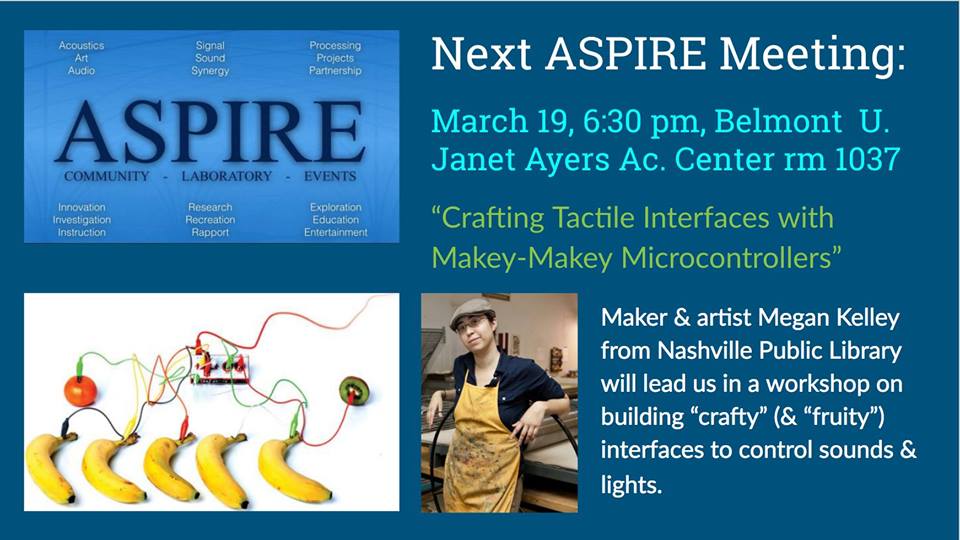 Acoustics
Art
Audio
Signal
Sound
Synergy
Processing
Projects
Partnership
ASPIRE
COMMUNITY - LABORATORY - EVENTS
Innovation
Investigation
Instruction
Research
Recreation
Rapport
Exploration
Education
Entertainment
Next ASPIRE Meeting:
March 19, 6:30 pm, Belmont U.
Janet Ayers Ac. Center rm 1037
“Crafting Tactile Interfaces with
Makey-Makey Microcontrollers”
Maker & artist Megan Kelley
from Nashville Public Library
will lead us in a workshop on
building “crafty” (& “fruity”)
interfaces to control sounds &
lights.